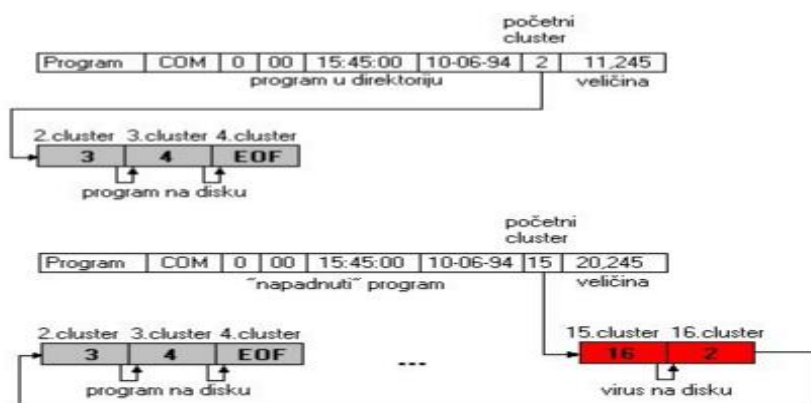 početni
cluster
Program COM 0 00 15:45:00 10-06-94 2 11,245
program u direktoriju veličina
2.cluster 3.cluster 4.cluster
3 4 EOF
program na disku
početni
cluster
Program COM 0 00 15:45:00 10-06-94 15 20,245
"napadnuti" program veličina
2.cluster 3.cluster 4.cluster 15.cluster 16.cluster
3 4 EOF ... 16 2
program na disku virus na disku